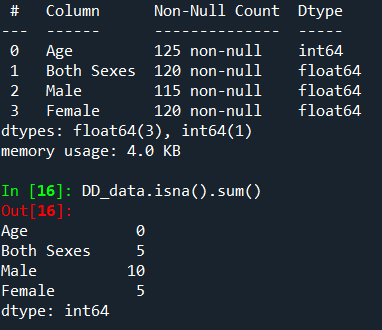 #   Column      Non-Null Count  Dtype
---  ------      --------------  -----
 0   Age         125 non-null    int64
 1   Both Sexes  120 non-null    float64
 2   Male        115 non-null    float64
 3   Female      120 non-null    float64
dtypes: float64(3), int64(1)
memory usage: 4.0 KB
In [16]: DD_data.isna().sum()
Out[16]:
Age            0
Both Sexes     5
Male          10
Female         5
dtype: int64